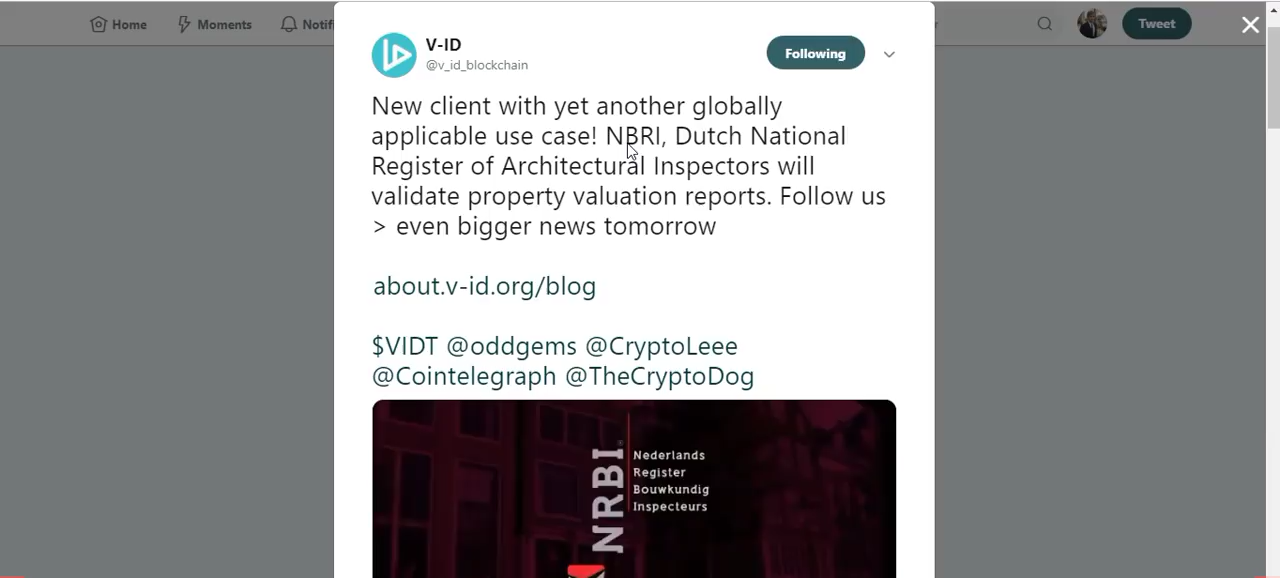 Home Moments Notifi Tweet
V-ID
@v_id_blockchain
Following
New client with yet another globally
applicable use case! NBRI, Dutch National
Register of Architectural Inspectors will
validate property valuation reports. Follow us
> even bigger news tomorrow
about.v-id.org/blog
$VIDT @oddgems @CryptoLeee
@Cointelegraph @TheCryptoDog
NRBI
Nederlands
Register
Bouwkundig
Inspecteurs